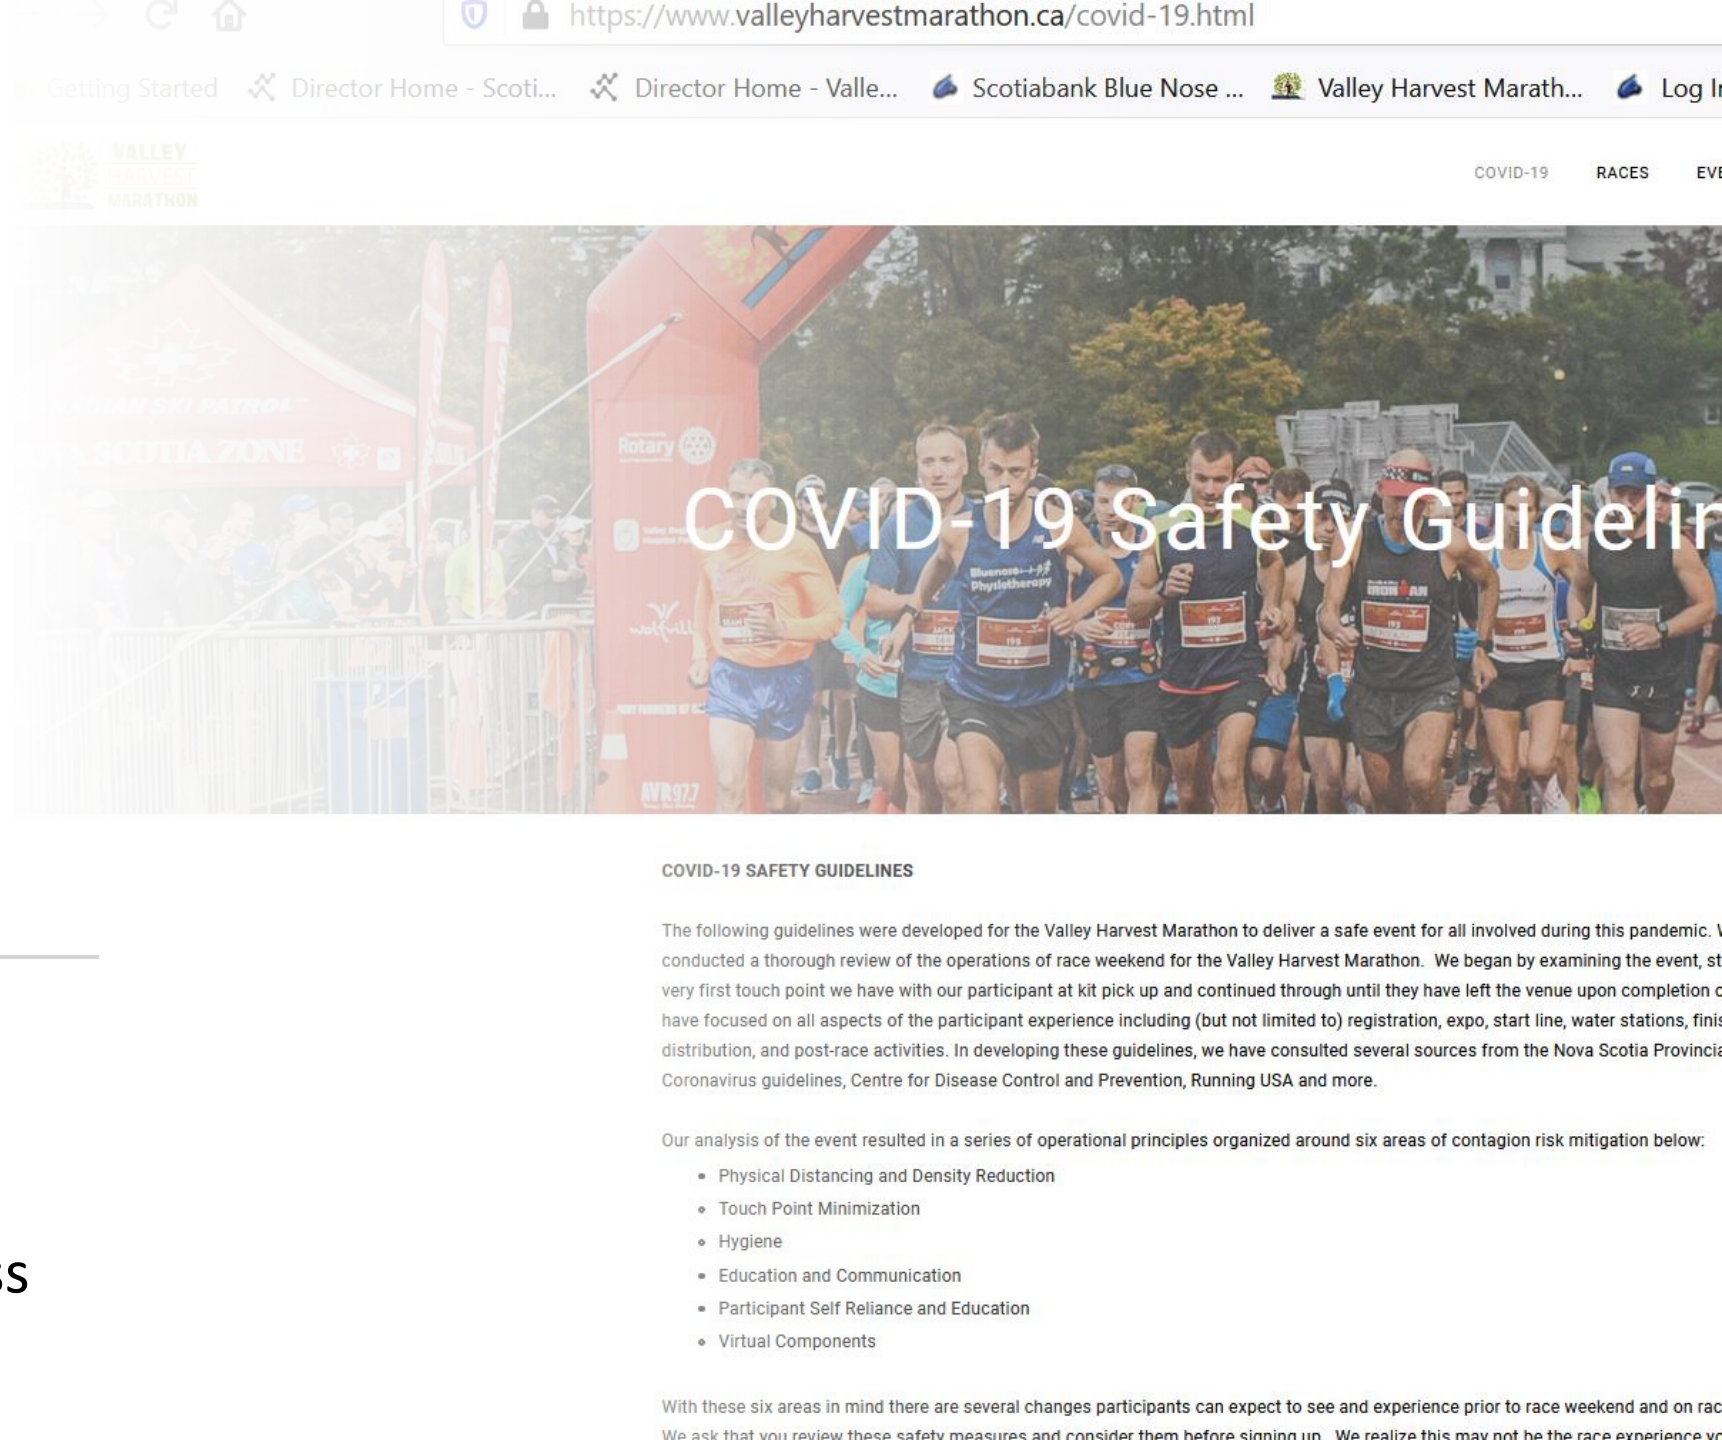 https://www.valleyharvestmarathon.ca/covid-19.html
Getting Started Director Home - Scoti... Director Home - Valle... Scotiabank Blue Nose ... Valley Harvest Marath... Log In
VALLEY
HARVEST
MARATHON
COVID-19 RACES EVE
CANADIAN SKI PATROL
SCOTIA ZONE
Rotary
COVID-19 Safety Guidelin
Bluenose
Physiotherapy
IRONMAN
wolfvill
198
193
193
AVR97.7
COVID-19 SAFETY GUIDELINES
The following guidelines were developed for the Valley Harvest Marathon to deliver a safe event for all involved during this pandemic. W
conducted a thorough review of the operations of race weekend for the Valley Harvest Marathon. We began by examining the event, st
very first touch point we have with our participant at kit pick up and continued through until they have left the venue upon completion o
have focused on all aspects of the participant experience including (but not limited to) registration, expo, start line, water stations, finis
distribution, and post-race activities. In developing these guidelines, we have consulted several sources from the Nova Scotia Provincia
Coronavirus guidelines, Centre for Disease Control and Prevention, Running USA and more.
Our analysis of the event resulted in a series of operational principles organized around six areas of contagion risk mitigation below:
Physical Distancing and Density Reduction
Touch Point Minimization
Hygiene
ss
Education and Communication
Participant Self Reliance and Education
Virtual Components
With these six areas in mind there are several changes participants can expect to see and experience prior to race weekend and on rac
We ask that you review these safety measures and consider them before signing up. We realize this may not be the race experience yo